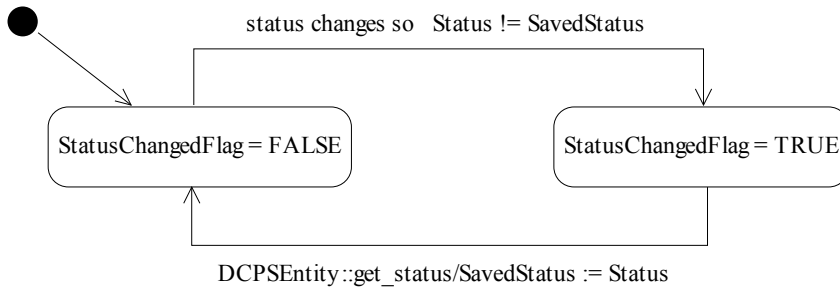 status changes so Status != SavedStatus
StatusChangedFlag = FALSE
StatusChangedFlag = TRUE
DCPSEntity::get_status/SavedStatus := Status